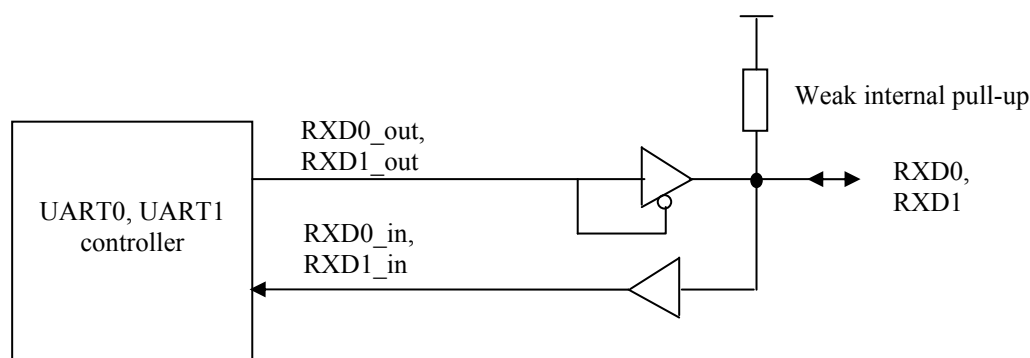 Weak internal pull-up
RXD0_out,
RXD1_out
RXD0,
RXD1
UART0, UART1
controller
RXD0_in,
RXD1_in